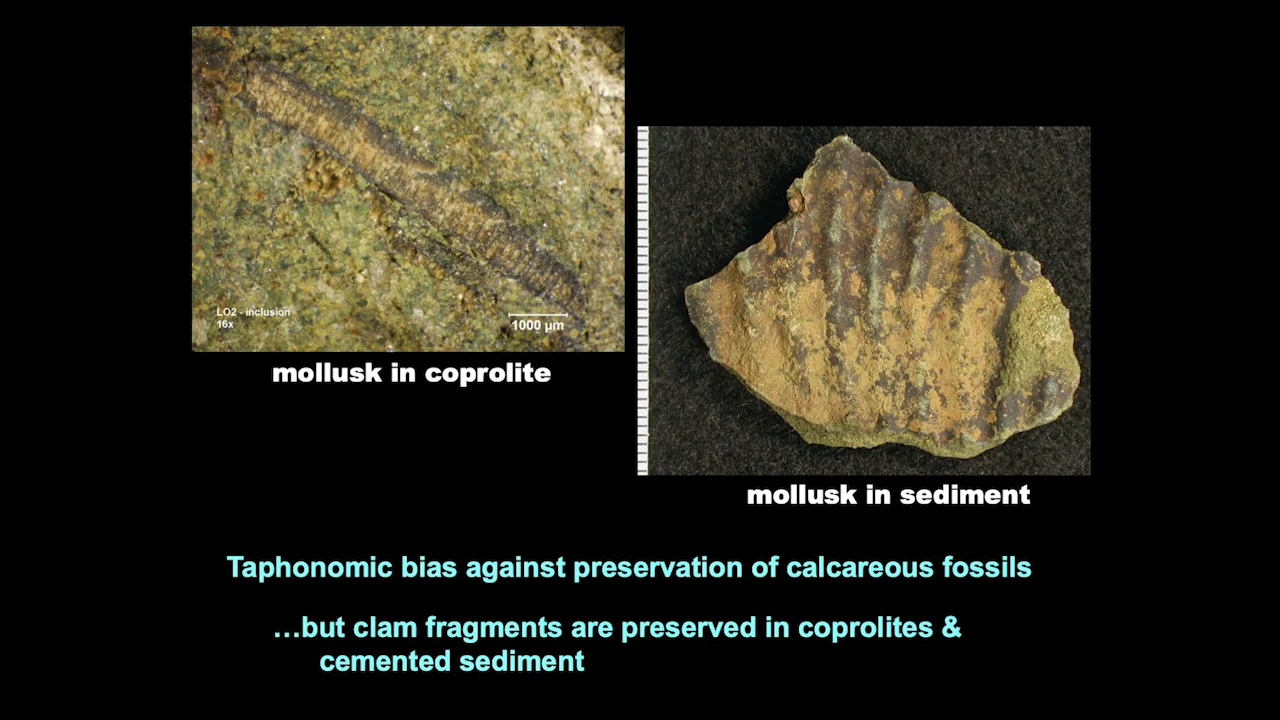 LO2 - inclusion
16x
1000 µm
mollusk in coprolite
mollusk in sediment
Taphonomic bias against preservation of calcareous fossils
…but clam fragments are preserved in coprolites &
cemented sediment